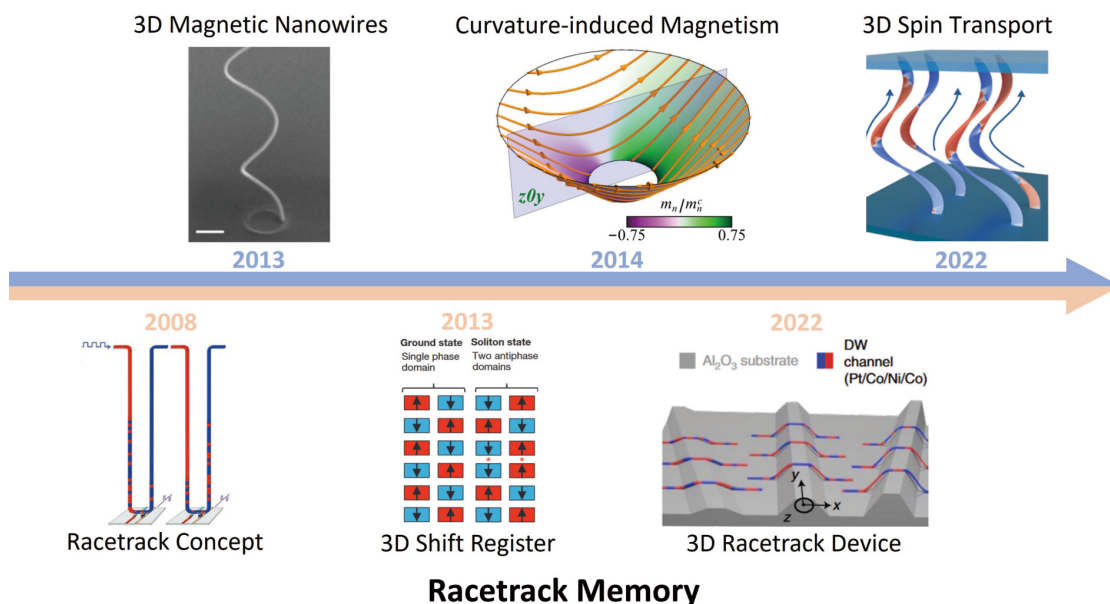 3D Magnetic Nanowires
Curvature-induced Magnetism
3D Spin Transport
z0y
mₙ/mₙᶜ
−0.75 0.75
2013
2014
2022
2008
2013
2022
Ground state
Single phase
domain
Soliton state
Two antiphase
domains
Al₂O₃ substrate
DW
channel
(Pt/Co/Ni/Co)
y
x
z
Racetrack Concept
3D Shift Register
3D Racetrack Device
Racetrack Memory